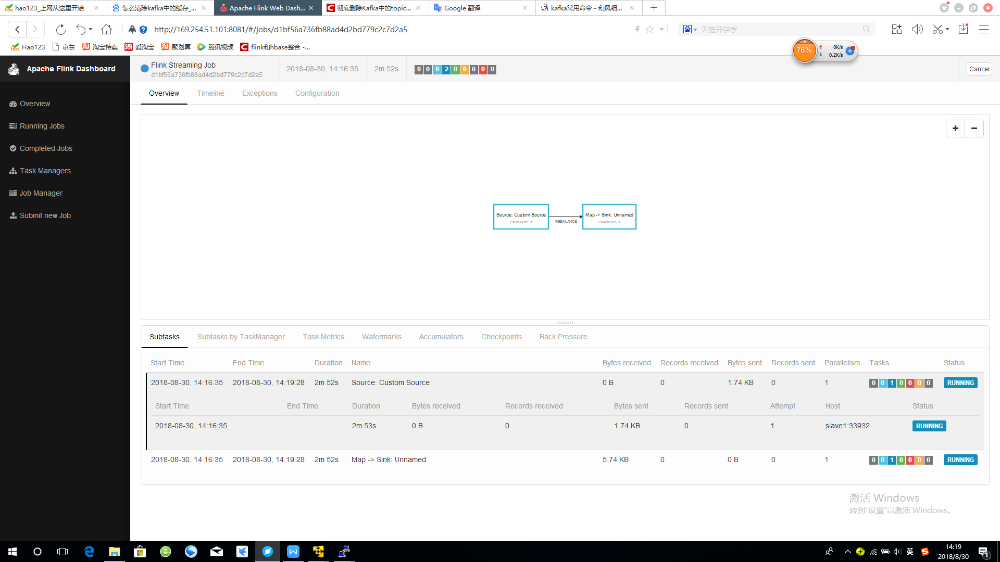 hao123_上网从这里开始
怎么清除kafka中的缓存_...
Apache Flink Web Dash...
彻底删除Kafka中的topic...
Google 翻译
kafka常用命令 - 和风细...
http://169.254.51.101:8081/#/jobs/d1bf56a736fb88ad4d2bd779c2c7d2a5
天猫开学季
Hao123
京东
淘宝特卖
爱淘宝
聚划算
腾讯视频
flink和hbase整合 -...
76%
0K/s
0.2K/s
Apache Flink Dashboard
Flink Streaming Job
d1bf56a736fb88ad4d2bd779c2c7d2a5
2018-08-30, 14:16:35
2m 52s
0 0 0 2 0 0 0 0 0
Cancel
Overview
Running Jobs
Completed Jobs
Task Managers
Job Manager
Submit new Job
Overview Timeline Exceptions Configuration
+ −
Source: Custom Source
Parallelism: 1
REBALANCE
Map -> Sink: Unnamed
Parallelism: 1
Subtasks Subtasks by TaskManager Task Metrics Watermarks Accumulators Checkpoints Back Pressure
Start Time End Time Duration Name Bytes received Records received Bytes sent Records sent Parallelism Tasks Status
2018-08-30, 14:16:35 2018-08-30, 14:19:28 2m 52s Source: Custom Source 0 B 0 1.74 KB 0 1 0 0 1 0 0 0 0 RUNNING
Start Time End Time Duration Bytes received Records received Bytes sent Records sent Attempt Host Status
2018-08-30, 14:16:35 2m 53s 0 B 0 1.74 KB 0 1 slave1:33932 RUNNING
2018-08-30, 14:16:35 2018-08-30, 14:19:28 2m 52s Map -> Sink: Unnamed 5.74 KB 0 0 B 0 1 0 0 1 0 0 0 0 RUNNING
激活 Windows
转到“设置”以激活 Windows。
英
14:19
2018/8/30
1